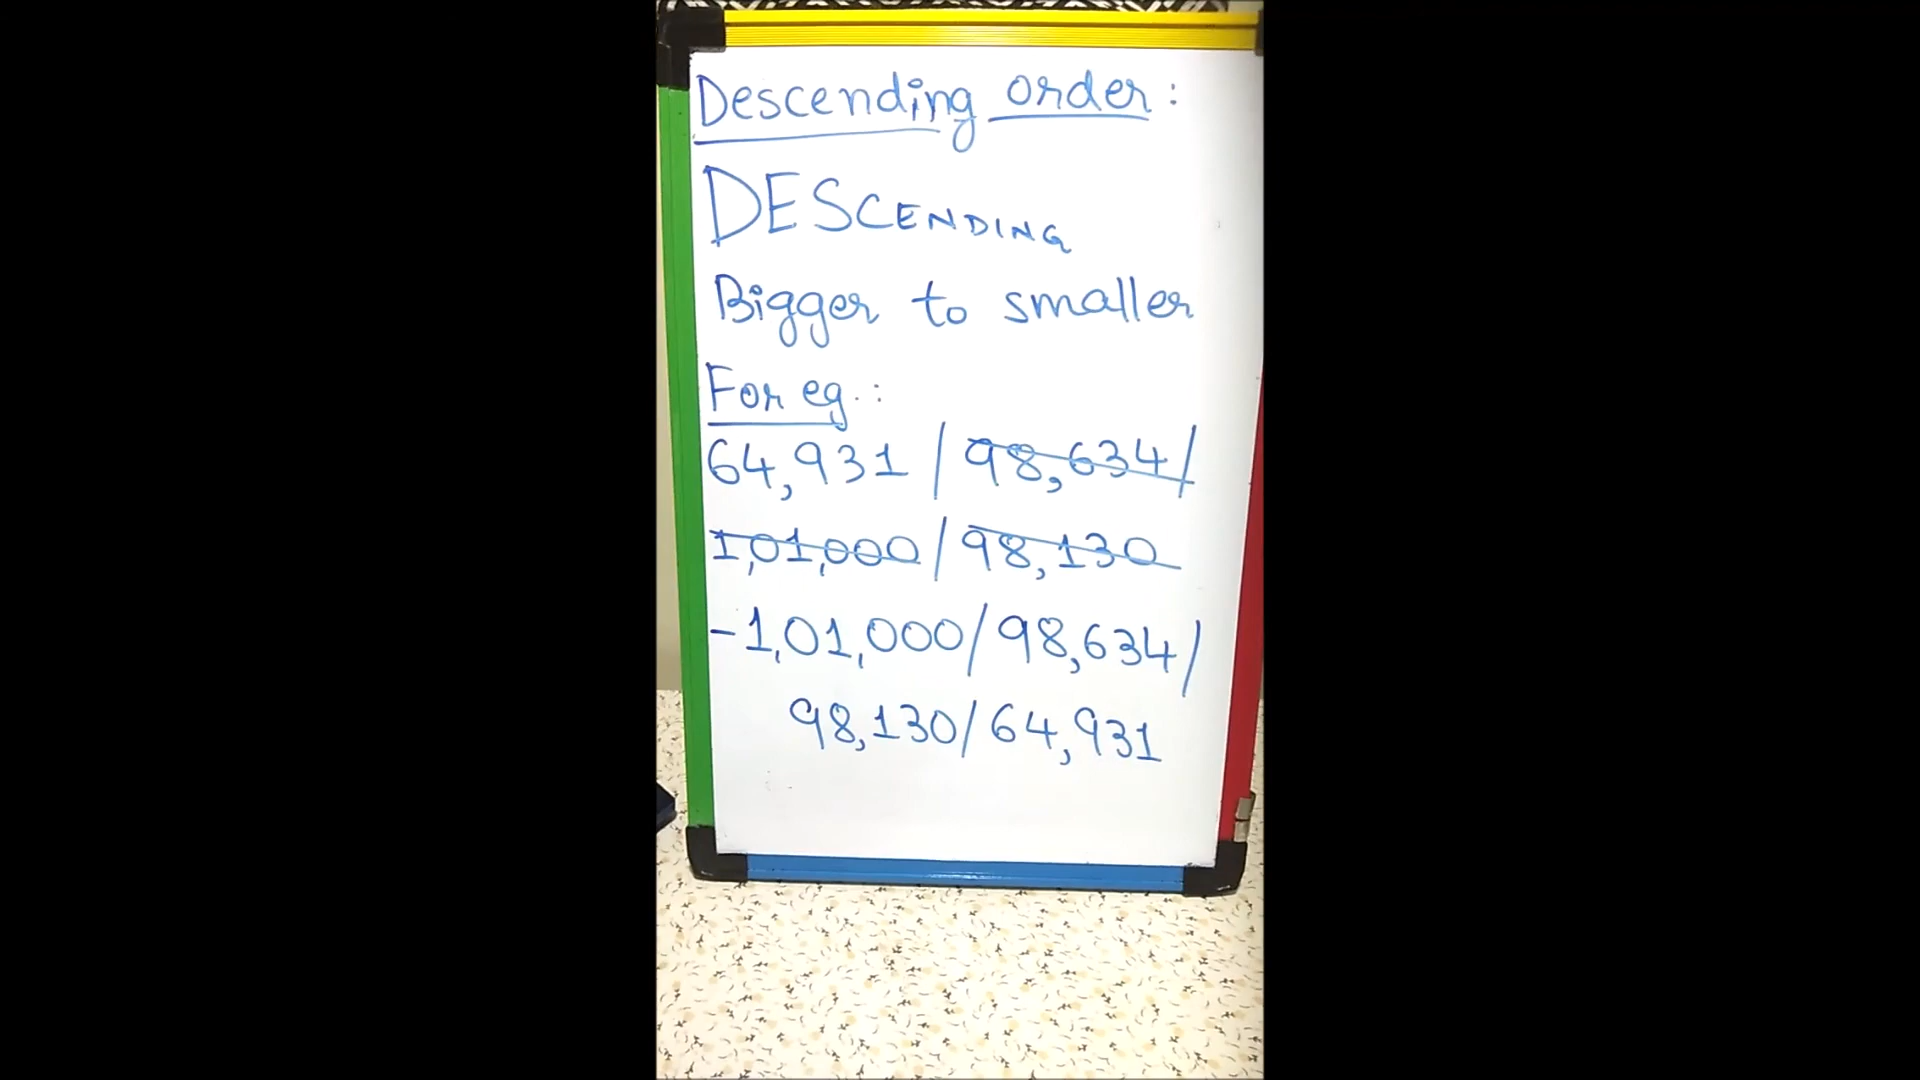 Descending order:
DESCENDING
Bigger to smaller
For eg.:
64,931 / 98,634/
1,01,000/98,130
-1,01,000/98,634/
98,130/64,931